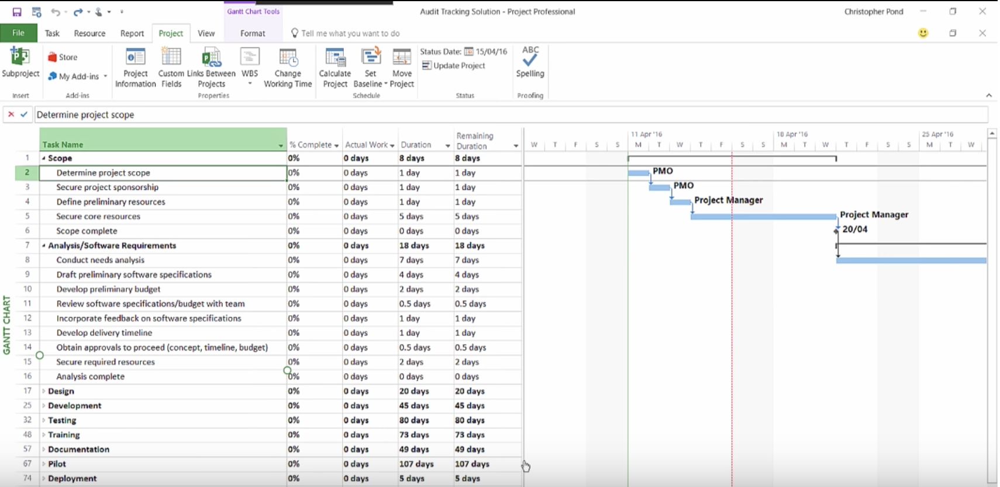 Gantt Chart Tools
Audit Tracking Solution - Project Professional
Christopher Pond
File Task Resource Report Project View Format Tell me what you want to do
Subproject
Store
My Add-ins
Project Information
Custom Fields
Links Between Projects
WBS
Change Working Time
Calculate Project
Set Baseline
Move Project
Status Date: 15/04/16
Update Project
ABC
Spelling
Insert Add-ins Properties Schedule Status Proofing
Determine project scope
Task Name % Complete Actual Work Duration Remaining Duration
11 Apr '16 18 Apr '16 25 Apr '16
W T F S S M T W T F S S M T W T F S S M T W
1 Scope 0% 0 days 8 days 8 days
2 Determine project scope 0% 0 days 1 day 1 day PMO
3 Secure project sponsorship 0% 0 days 1 day 1 day PMO
4 Define preliminary resources 0% 0 days 1 day 1 day Project Manager
5 Secure core resources 0% 0 days 5 days 5 days Project Manager
6 Scope complete 0% 0 days 0 days 0 days 20/04
7 Analysis/Software Requirements 0% 0 days 18 days 18 days
8 Conduct needs analysis 0% 0 days 7 days 7 days
9 Draft preliminary software specifications 0% 0 days 4 days 4 days
10 Develop preliminary budget 0% 0 days 2 days 2 days
11 Review software specifications/budget with team 0% 0 days 0.5 days 0.5 days
12 Incorporate feedback on software specifications 0% 0 days 1 day 1 day
13 Develop delivery timeline 0% 0 days 1 day 1 day
14 Obtain approvals to proceed (concept, timeline, budget) 0% 0 days 0.5 days 0.5 days
15 Secure required resources 0% 0 days 2 days 2 days
16 Analysis complete 0% 0 days 0 days 0 days
17 Design 0% 0 days 20 days 20 days
25 Development 0% 0 days 45 days 45 days
32 Testing 0% 0 days 80 days 80 days
48 Training 0% 0 days 73 days 73 days
57 Documentation 0% 0 days 49 days 49 days
67 Pilot 0% 0 days 107 days 107 days
74 Deployment 0% 0 days 5 days 5 days
GANTT CHART